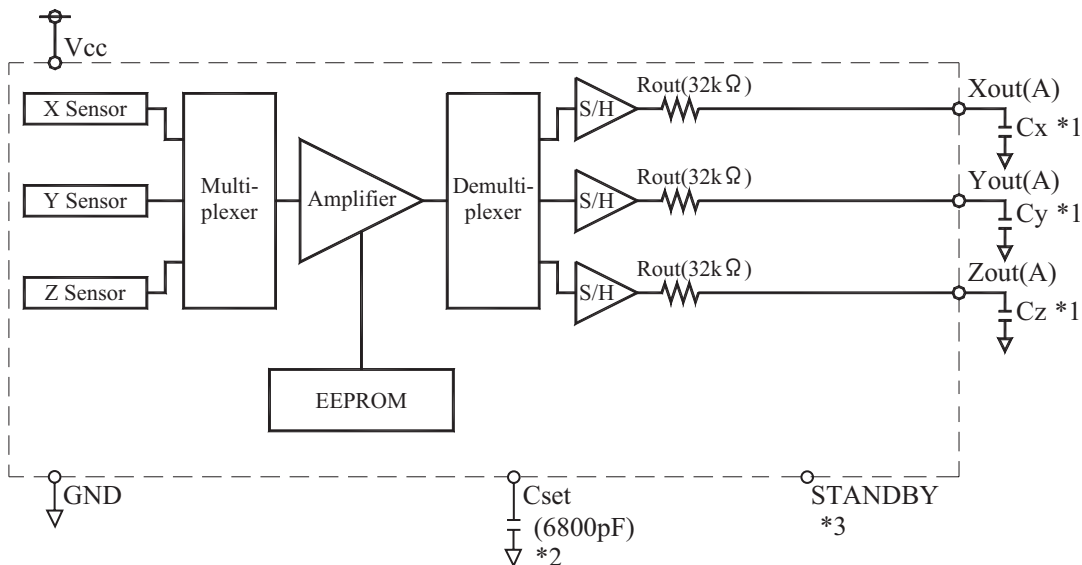 Vcc
X Sensor
Y Sensor
Z Sensor
Multi-
plexer
Amplifier
EEPROM
Demulti-
plexer
S/H
Rout(32kΩ)
Xout(A)
Cx *1
S/H
Rout(32kΩ)
Yout(A)
Cy *1
S/H
Rout(32kΩ)
Zout(A)
Cz *1
GND
Cset
(6800pF)
*2
STANDBY
*3